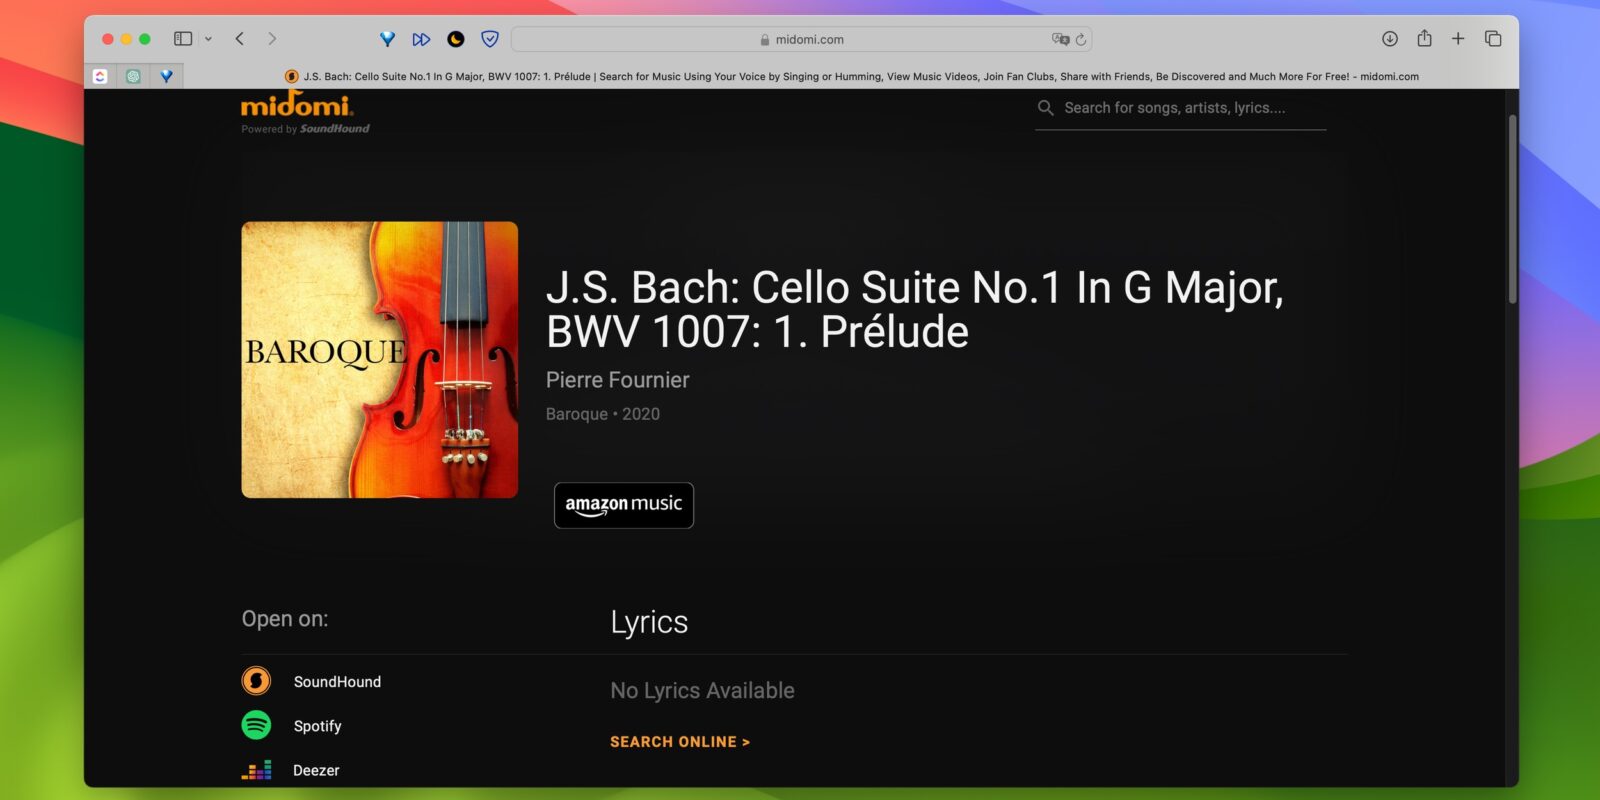 midomi.com
J.S. Bach: Cello Suite No.1 In G Major, BWV 1007: 1. Prélude | Search for Music Using Your Voice by Singing or Humming, View Music Videos, Join Fan Clubs, Share with Friends, Be Discovered and Much More For Free! - midomi.com
midomi.
Powered by SoundHound
Search for songs, artists, lyrics....
BAROQUE
J.S. Bach: Cello Suite No.1 In G Major,
BWV 1007: 1. Prélude
Pierre Fournier
Baroque • 2020
amazon music
Open on:
SoundHound
Spotify
Deezer
Lyrics
No Lyrics Available
SEARCH ONLINE >